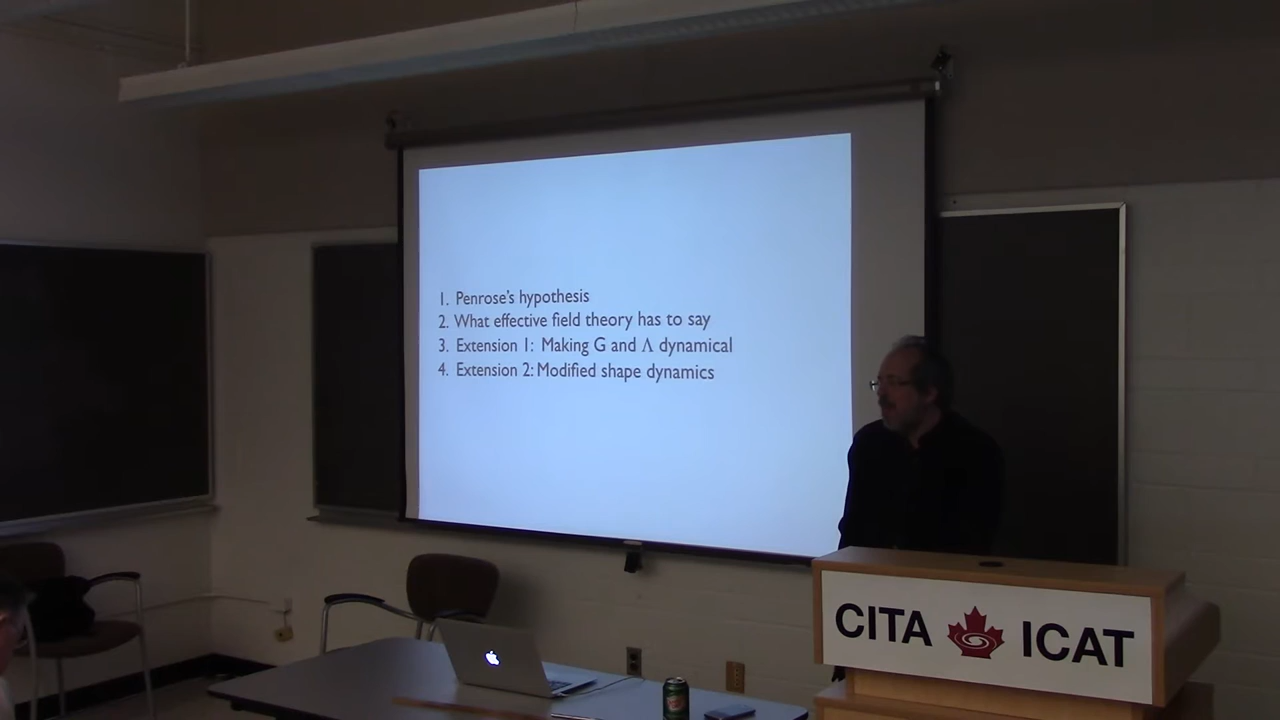 1. Penrose's hypothesis
2. What effective field theory has to say
3. Extension 1: Making G and Λ dynamical
4. Extension 2: Modified shape dynamics
CITA ICAT